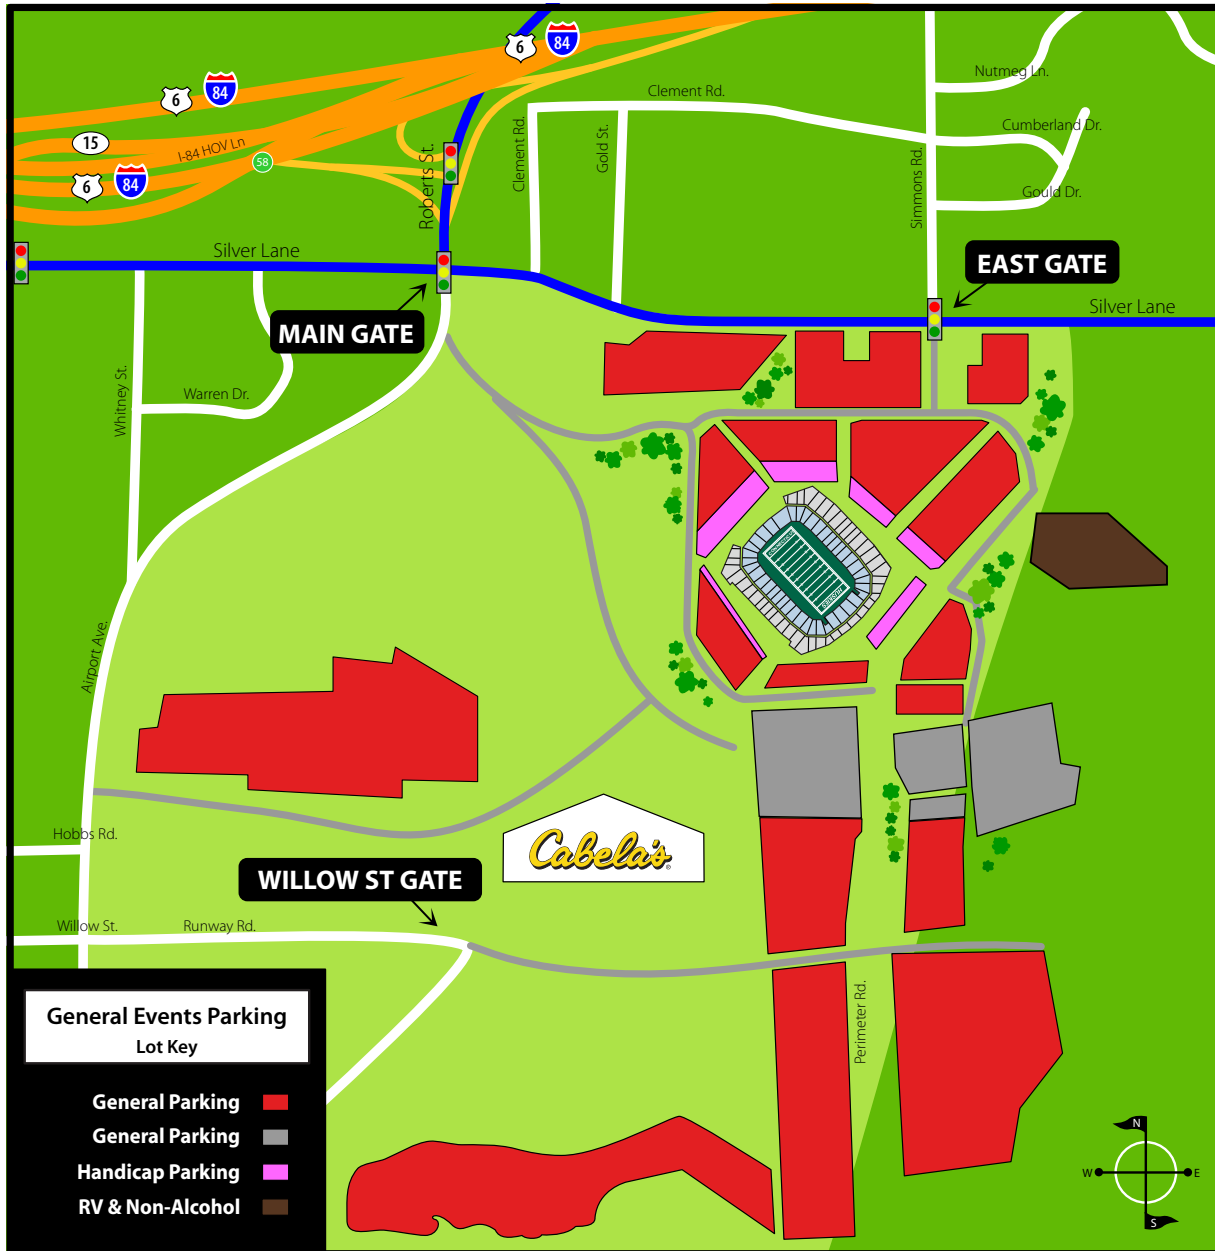 6
84
6
84
Nutmeg Ln.
Clement Rd.
Cumberland Dr.
15
I-84 HOV Ln
58
6
84
Roberts St.
Clement Rd.
Gold St.
Simmons Rd.
Gould Dr.
Silver Lane
EAST GATE
Silver Lane
MAIN GATE
Whitney St.
Warren Dr.
Airport Ave.
Hobbs Rd.
Cabela's
WILLOW ST GATE
Willow St.
Runway Rd.
Perimeter Rd.
General Events Parking
Lot Key
General Parking
General Parking
Handicap Parking
RV & Non-Alcohol
N
W
E
S